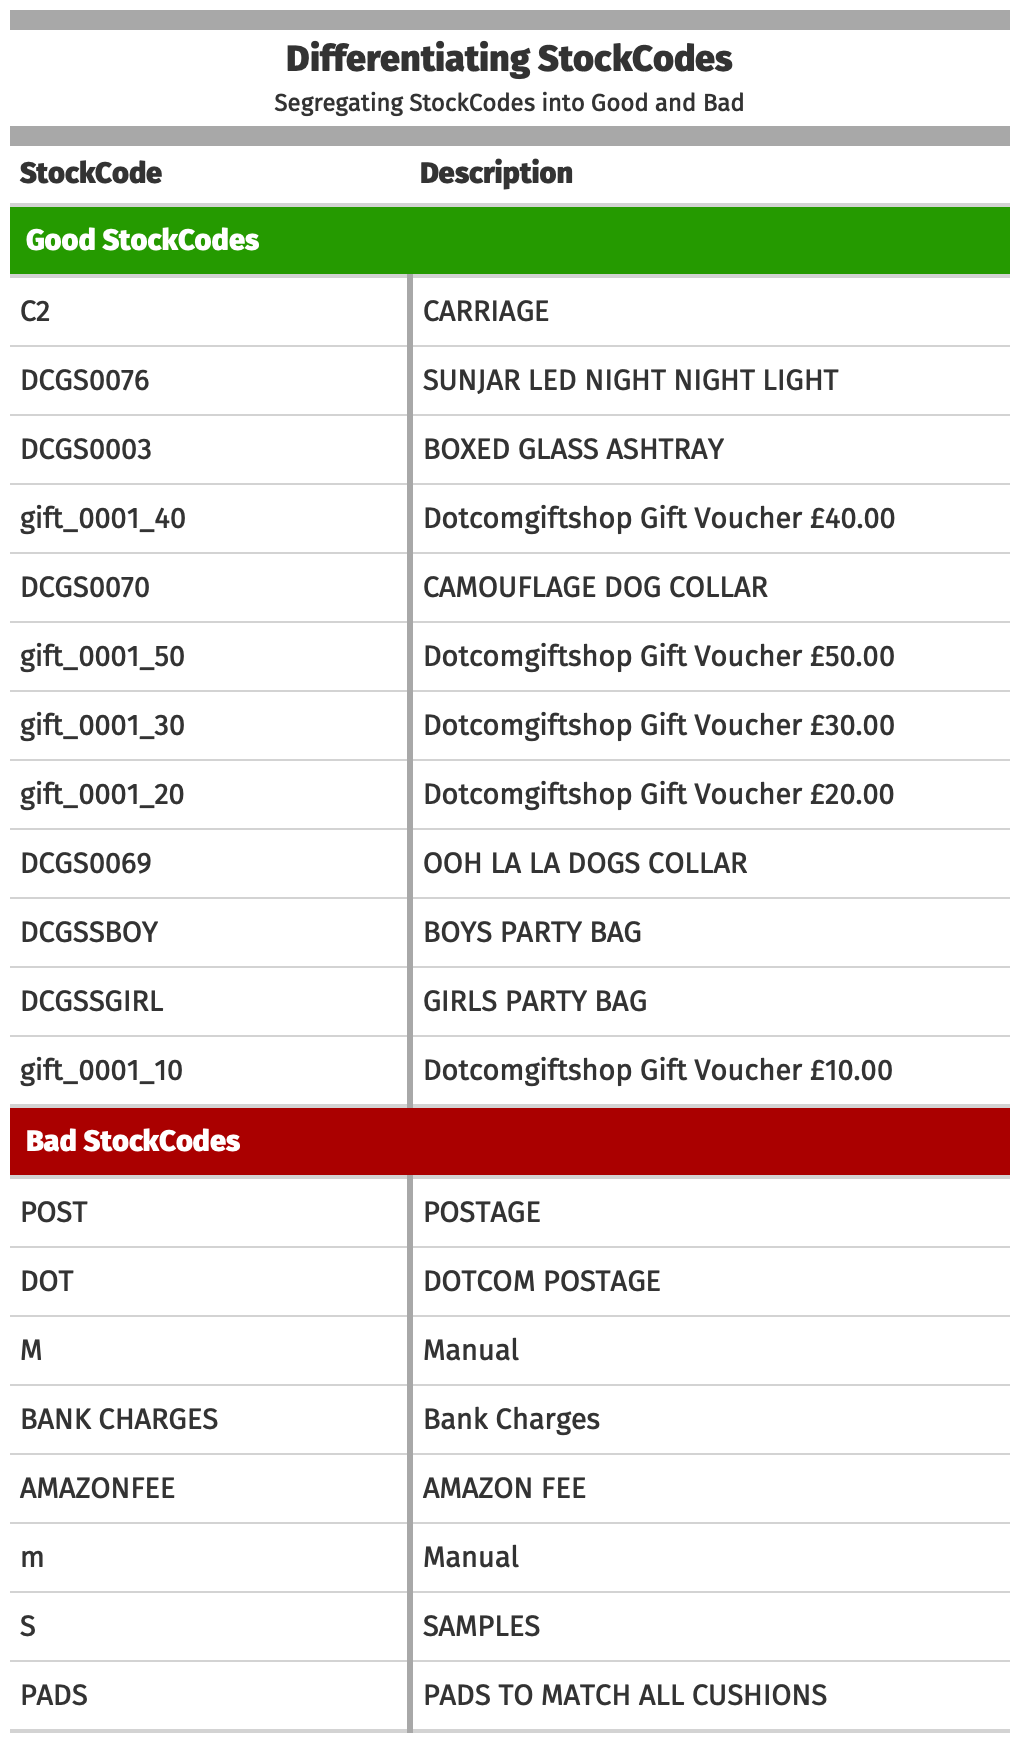 Differentiating StockCodes
Segregating StockCodes into Good and Bad
StockCode Description
Good StockCodes
C2 CARRIAGE
DCGS0076 SUNJAR LED NIGHT NIGHT LIGHT
DCGS0003 BOXED GLASS ASHTRAY
gift_0001_40 Dotcomgiftshop Gift Voucher £40.00
DCGS0070 CAMOUFLAGE DOG COLLAR
gift_0001_50 Dotcomgiftshop Gift Voucher £50.00
gift_0001_30 Dotcomgiftshop Gift Voucher £30.00
gift_0001_20 Dotcomgiftshop Gift Voucher £20.00
DCGS0069 OOH LA LA DOGS COLLAR
DCGSSBOY BOYS PARTY BAG
DCGSSGIRL GIRLS PARTY BAG
gift_0001_10 Dotcomgiftshop Gift Voucher £10.00
Bad StockCodes
POST POSTAGE
DOT DOTCOM POSTAGE
M Manual
BANK CHARGES Bank Charges
AMAZONFEE AMAZON FEE
m Manual
S SAMPLES
PADS PADS TO MATCH ALL CUSHIONS